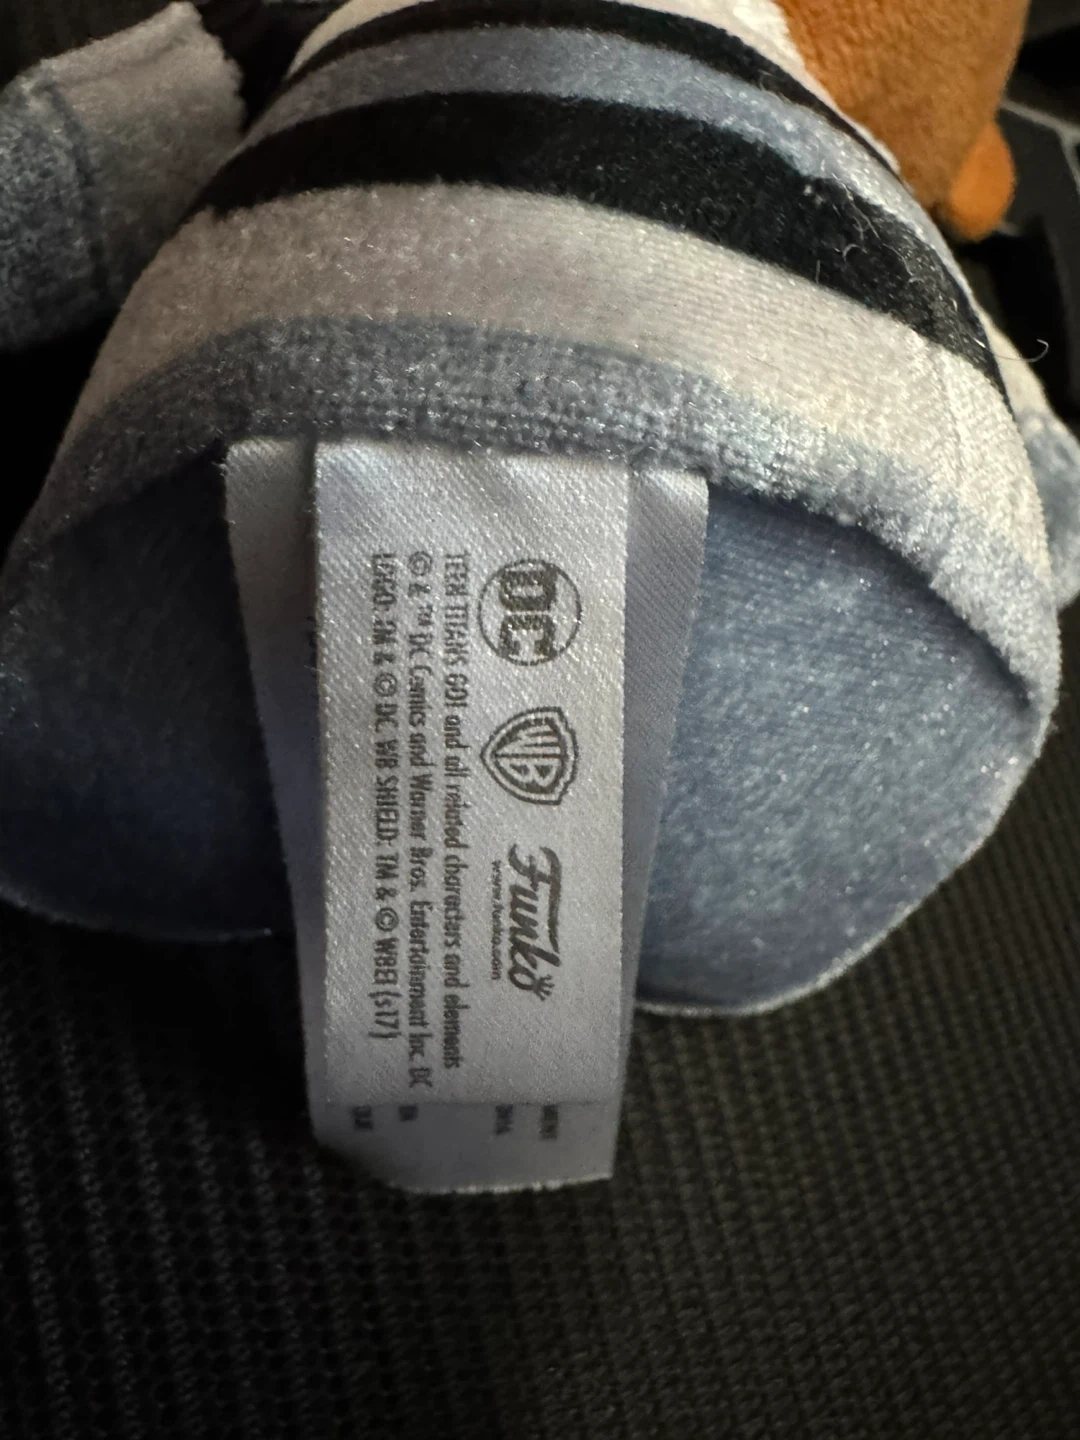 DC
WB
Funko
www.funko.com
TEEN TITANS GO! and all related characters and elements
© & ™ DC Comics and Warner Bros. Entertainment Inc. DC
LOGO: TM & © DC. WB SHIELD: TM & © WBEI (s17)